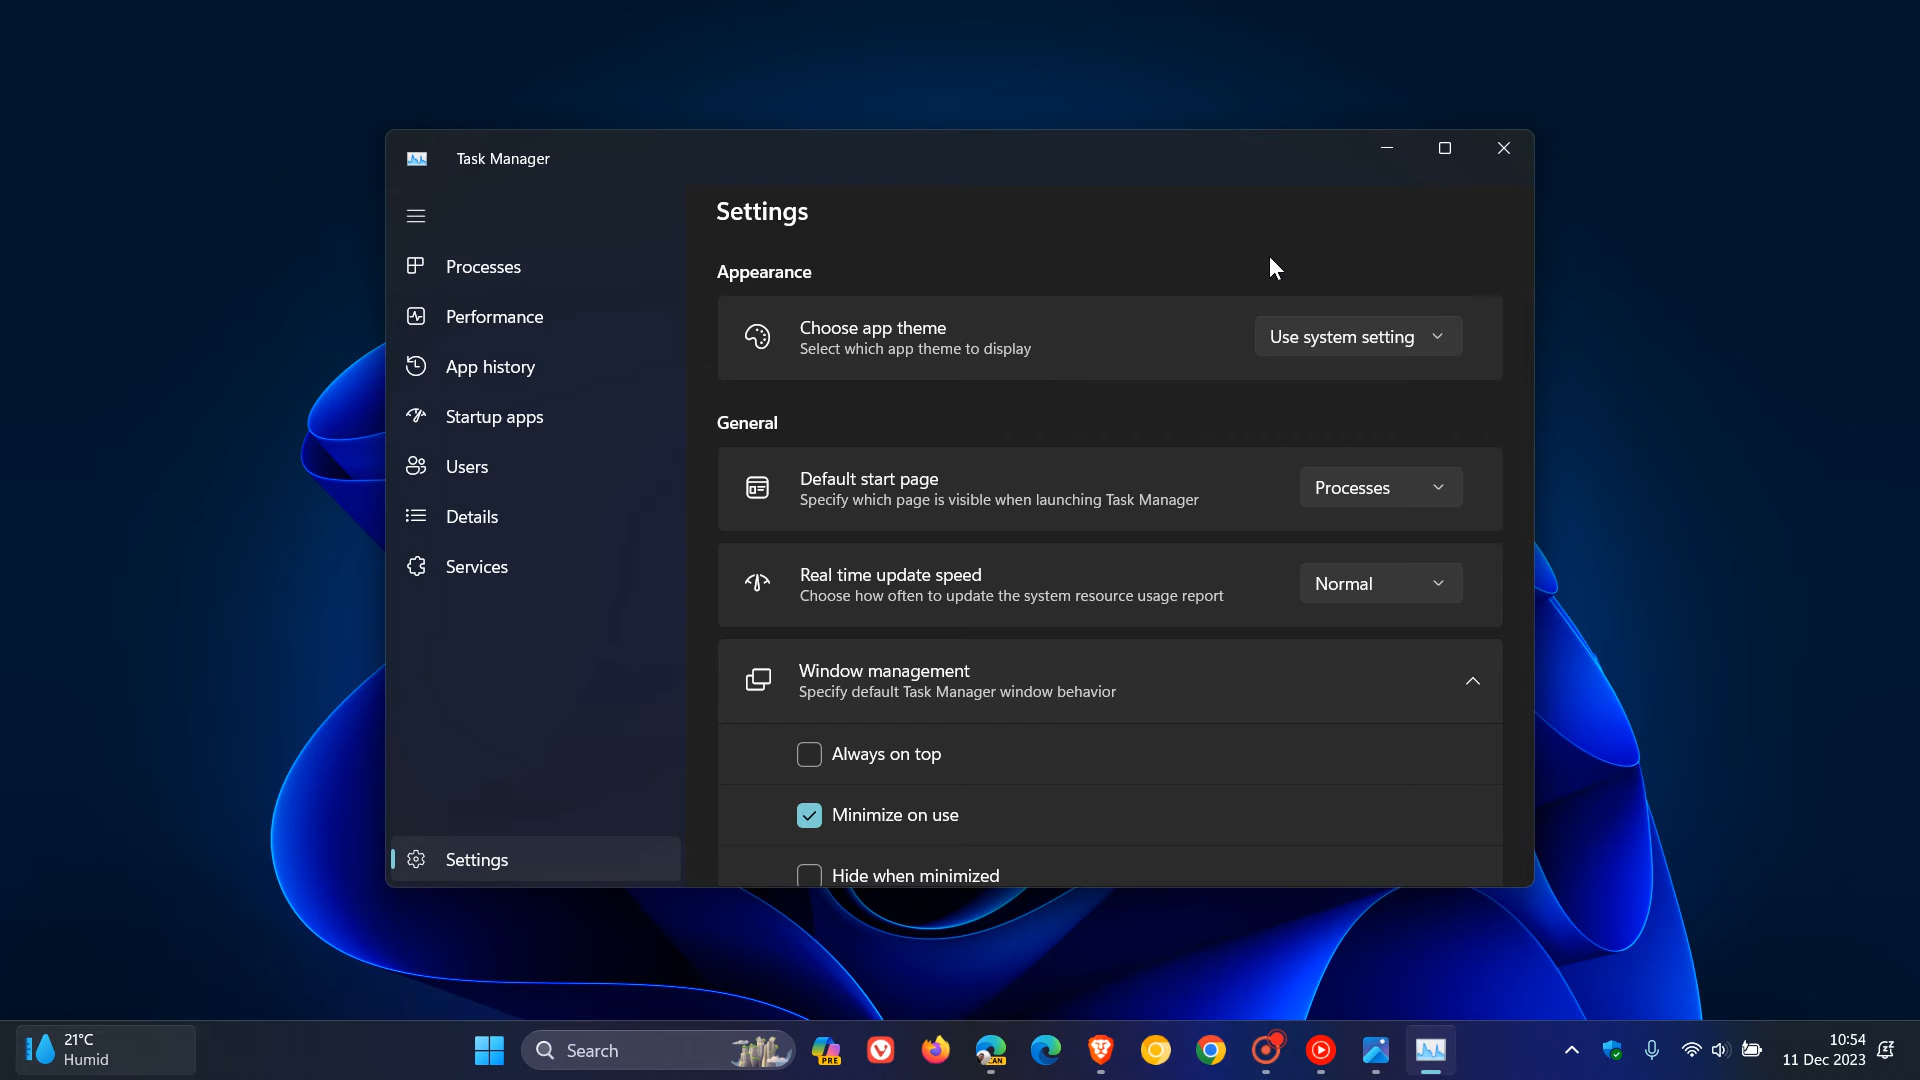 Task Manager
Settings
Processes
Performance
App history
Startup apps
Users
Details
Services
Settings
Appearance
Choose app theme
Select which app theme to display
Use system setting
General
Default start page
Specify which page is visible when launching Task Manager
Processes
Real time update speed
Choose how often to update the system resource usage report
Normal
Window management
Specify default Task Manager window behavior
Always on top
Minimize on use
Hide when minimized
21°C
Humid
Search
PRE
CAN
10:54
11 Dec 2023